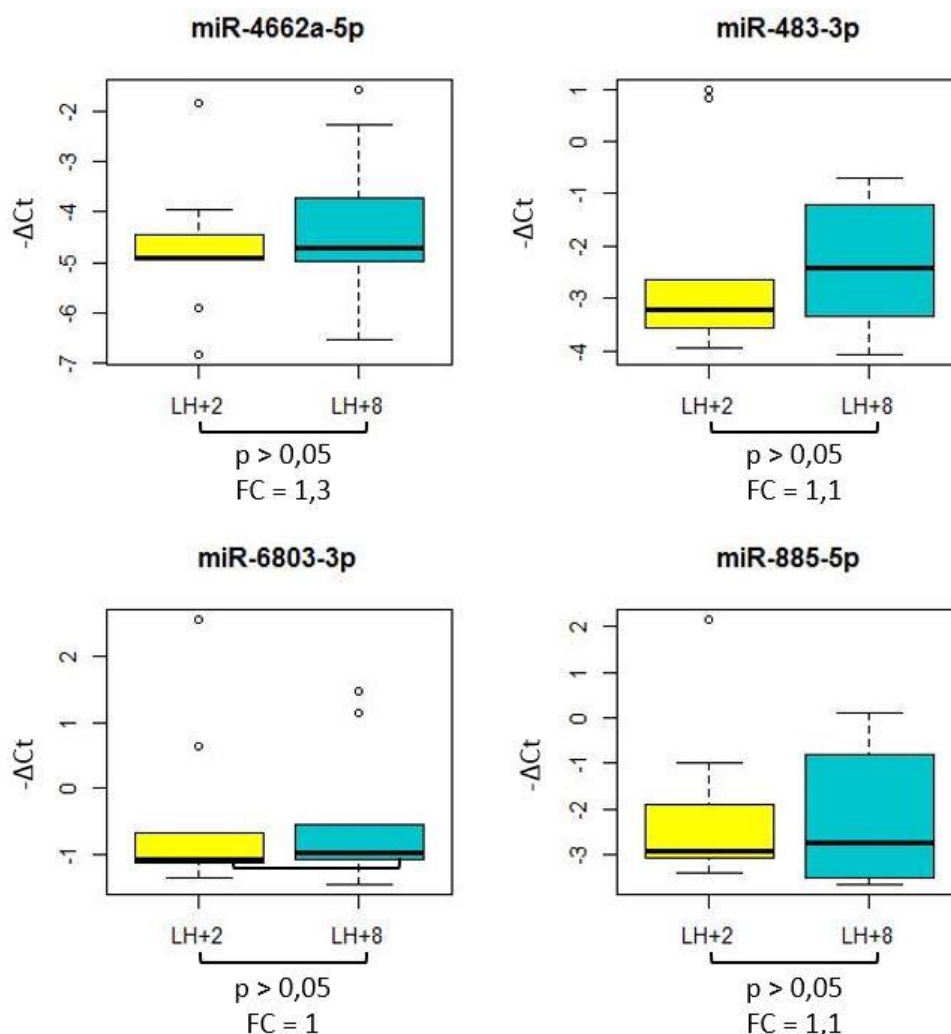 miR-4662a-5p
-ΔCt
-2
-3
-4
-5
-6
-7
LH+2 LH+8
p > 0,05
FC = 1,3
miR-483-3p
-ΔCt
1
0
-1
-2
-3
-4
LH+2 LH+8
p > 0,05
FC = 1,1
miR-6803-3p
-ΔCt
2
1
0
-1
LH+2 LH+8
p > 0,05
FC = 1
miR-885-5p
-ΔCt
2
1
0
-1
-2
-3
LH+2 LH+8
p > 0,05
FC = 1,1